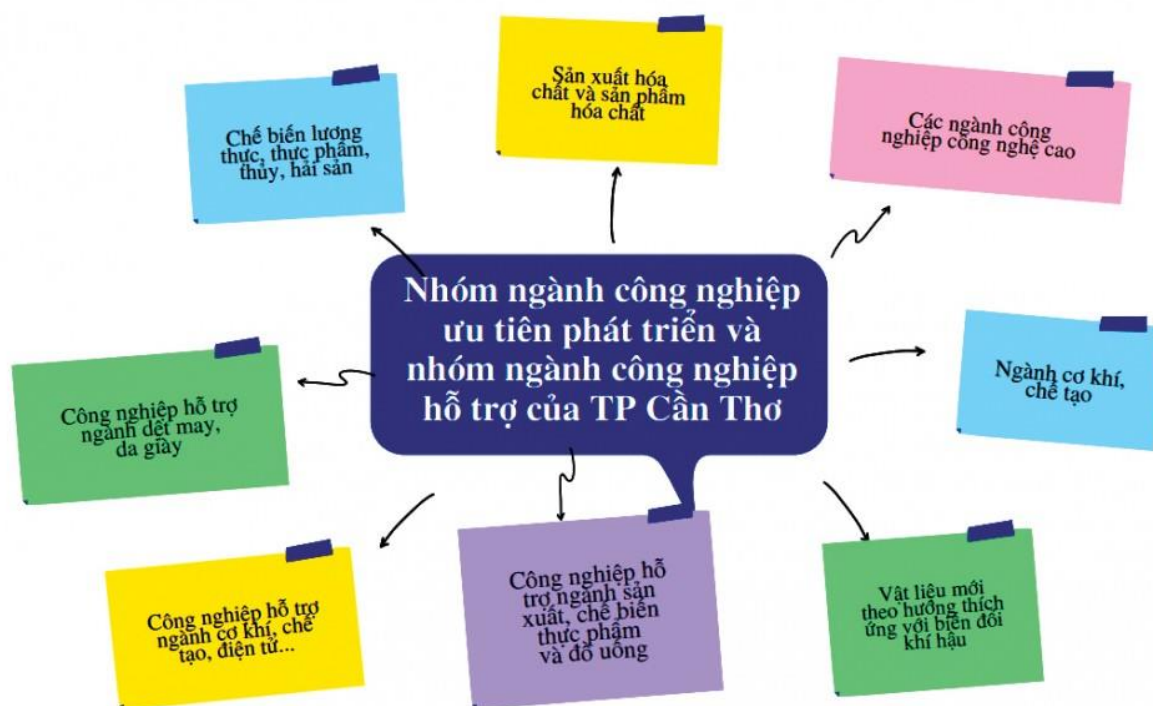 Sản xuất hóa
chất và sản phẩm
hóa chất
Chế biến lương
thực, thực phẩm,
thủy, hải sản
Các ngành công
nghiệp công nghệ cao
Nhóm ngành công nghiệp
ưu tiên phát triển và
nhóm ngành công nghiệp
hỗ trợ của TP Cần Thơ
Ngành cơ khí,
chế tạo
Công nghiệp hỗ trợ
ngành dệt may,
da giày
Công nghiệp hỗ trợ
ngành cơ khí, chế
tạo, điện tử...
Công nghiệp hỗ
trợ ngành sản
xuất, chế biến
thực phẩm
và đồ uống
Vật liệu mới
theo hướng thích
ứng với biến đổi
khí hậu